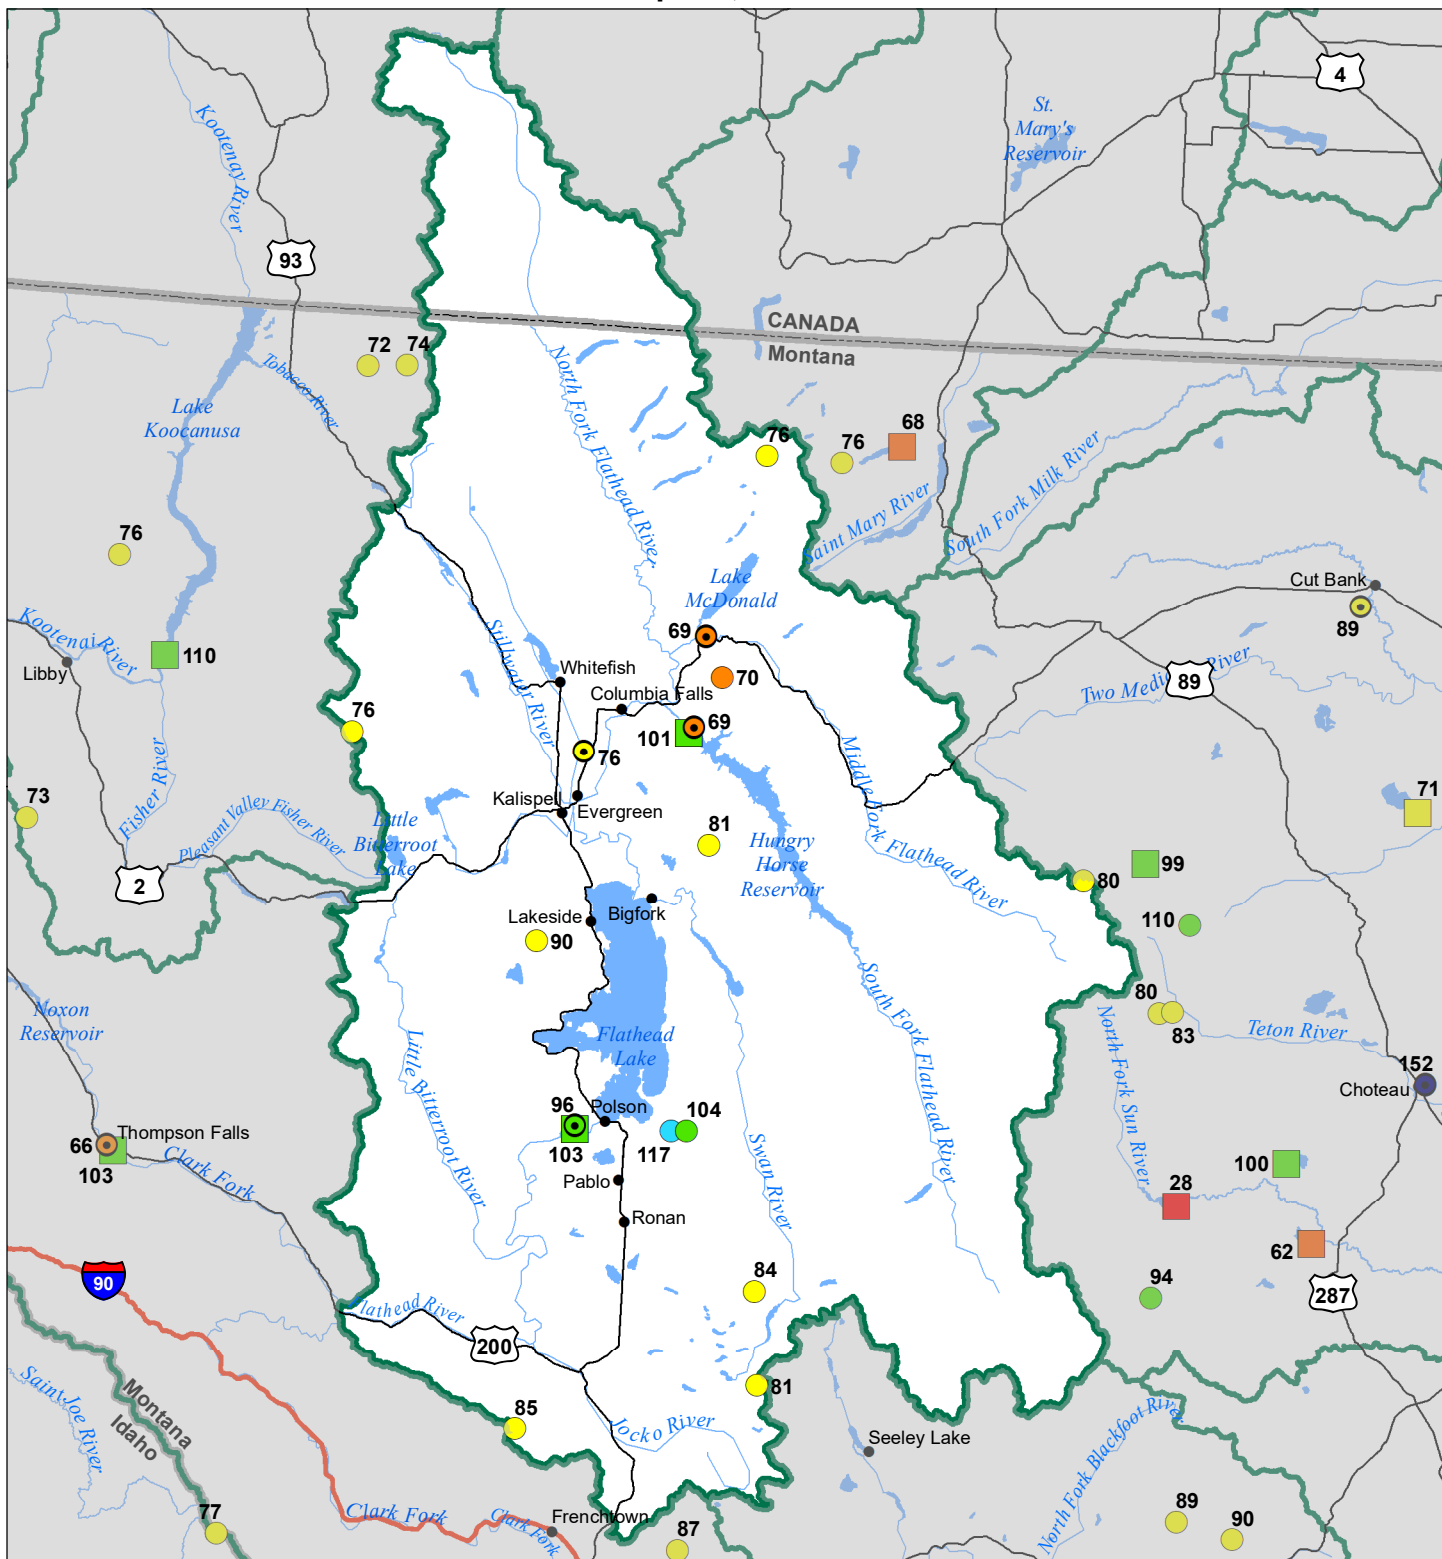 4
St.
Mary's
Reservoir
Kootenay River
93
CANADA
Montana
72
74
Tobacco River
North Fork Flathead River
Lake
Koocanusa
76
76
68
South Fork Milk River
Saint Mary River
76
Lake
McDonald
Cut Bank
89
Kootenai River
110
Libby
69
Stillwater River
Whitefish
70
Columbia Falls
Two Medic River
89
76
69
101
76
Middle Fork Flathead River
Fisher River
73
Kalispell
Evergreen
71
Pleasant Valley Fisher River
Little
Bitterroot
Lake
81
Hungry
Horse
Reservoir
99
2
80
Lakeside
Bigfork
90
110
South Fork Flathead River
Noxon
Reservoir
80
83
North Fork Sun River
Teton River
Flathead
Lake
Little Bitterroot River
152
Choteau
96
Polson
104
103
117
Thompson Falls
66
103
Clark Fork
Swan River
100
Pablo
28
Ronan
62
90
84
94
287
Flathead River
200
81
Saint Joe River
Montana
Idaho
85
Jocko River
North Fork Blackfoot River
Seeley Lake
77
Clark Fork
Clark Fork
Frenchtown
87
89
90